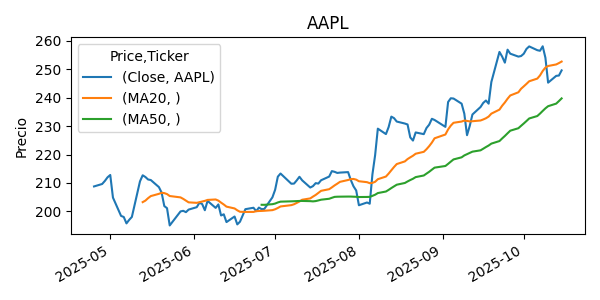 AAPL
Price,Ticker
(Close, AAPL)
(MA20, )
(MA50, )
Precio
260
250
240
230
220
210
200
2025-05
2025-06
2025-07
2025-08
2025-09
2025-10